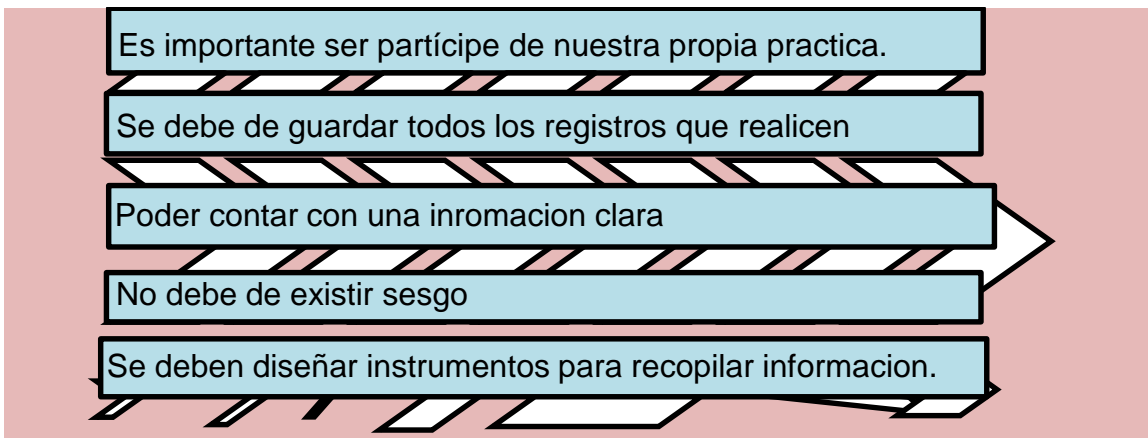 Es importante ser partícipe de nuestra propia practica.
Se debe de guardar todos los registros que realicen
Poder contar con una inromacion clara
No debe de existir sesgo
Se deben diseñar instrumentos para recopilar informacion.